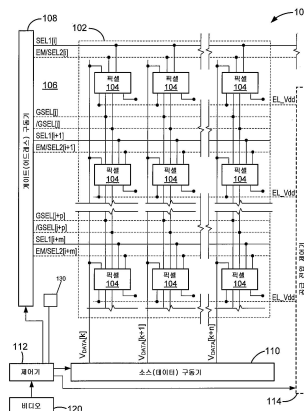 108
102
10
SEL1[i]
EM/SEL2[i]
106
픽셀
104
픽셀
104
픽셀
104
EL_Vdd
GSEL[j]
/GSEL[j]
SEL1[i+1]
EM/SEL2[i+1]
픽셀
104
픽셀
104
픽셀
104
EL_Vdd
GSEL[j+p]
/GSEL[j+p]
SEL1[i+m]
EM/SEL2[i+m]
픽셀
104
픽셀
104
픽셀
104
EL_Vdd
게이트(어드레스) 구동기
130
VDATA[k]
VDATA[k+1]
VDATA[k+n]
112
110
제어기
소스(데이터) 구동기
114
비디오
120